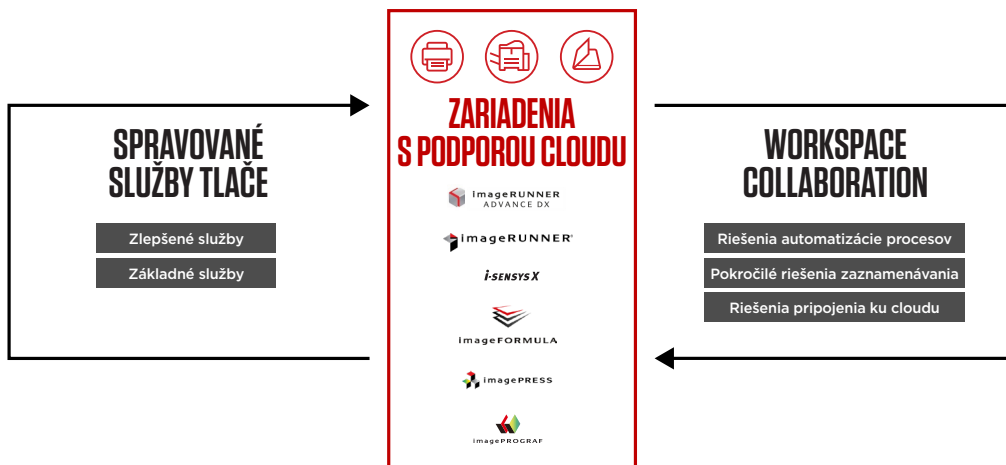 SPRAVOVANÉ
SLUŽBY TLAČE
Zlepšené služby
Základné služby
ZARIADENIA
S PODPOROU CLOUDU
imageRUNNER
ADVANCE DX
imageRUNNER
i-SENSYS X
imageFORMULA
imagePRESS
imagePROGRAF
WORKSPACE
COLLABORATION
Riešenia automatizácie procesov
Pokročilé riešenia zaznamenávania
Riešenia pripojenia ku cloudu